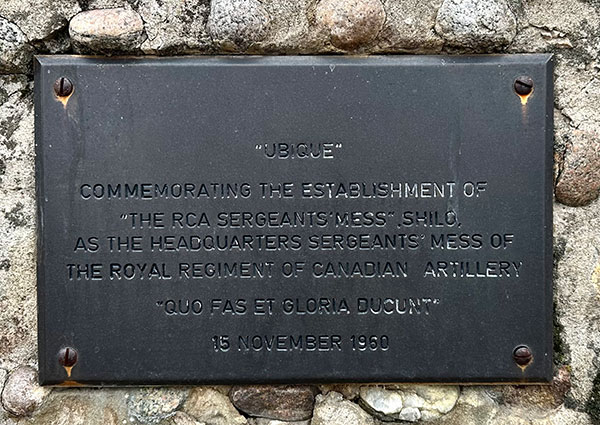 "UBIQUE"
COMMEMORATING THE ESTABLISHMENT OF
"THE RCA SERGEANTS' MESS", SHILO,
AS THE HEADQUARTERS SERGEANTS' MESS OF
THE ROYAL REGIMENT OF CANADIAN ARTILLERY
"QUO FAS ET GLORIA DUCUNT"
15 NOVEMBER 1960